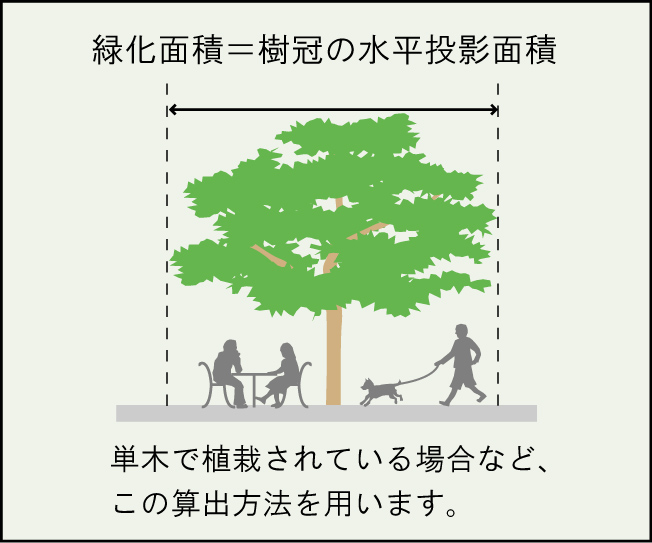 緑化面積＝樹冠の水平投影面積
単木で植栽されている場合など、
この算出方法を用います。